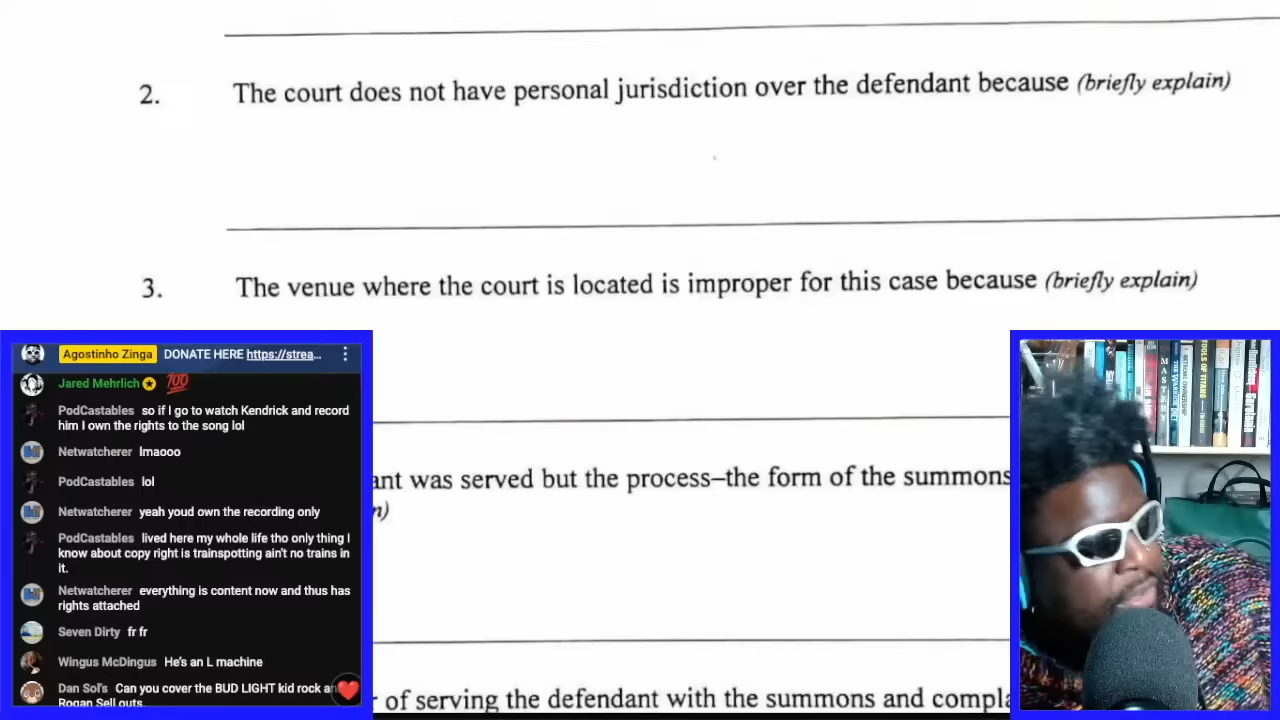 2. The court does not have personal jurisdiction over the defendant because (briefly explain)
3. The venue where the court is located is improper for this case because (briefly explain)
ant was served but the process–the form of the summons
n)
of serving the defendant with the summons and compla
Agostinho Zinga DONATE HERE https://strea...
Jared Mehrlich 💯
PodCastables so if I go to watch Kendrick and record
him I own the rights to the song lol
Netwatcherer lmaooo
PodCastables lol
Netwatcherer yeah youd own the recording only
PodCastables lived here my whole life tho only thing I
know about copy right is trainspotting ain't no trains in
it.
Netwatcherer everything is content now and thus has
rights attached
Seven Dirty fr fr
Wingus McDingus He's an L machine
Dan Sol's Can you cover the BUD LIGHT kid rock an
Rogan Sell outs.
EXTREME OWNERSHIP
TOOLS OF TITANS